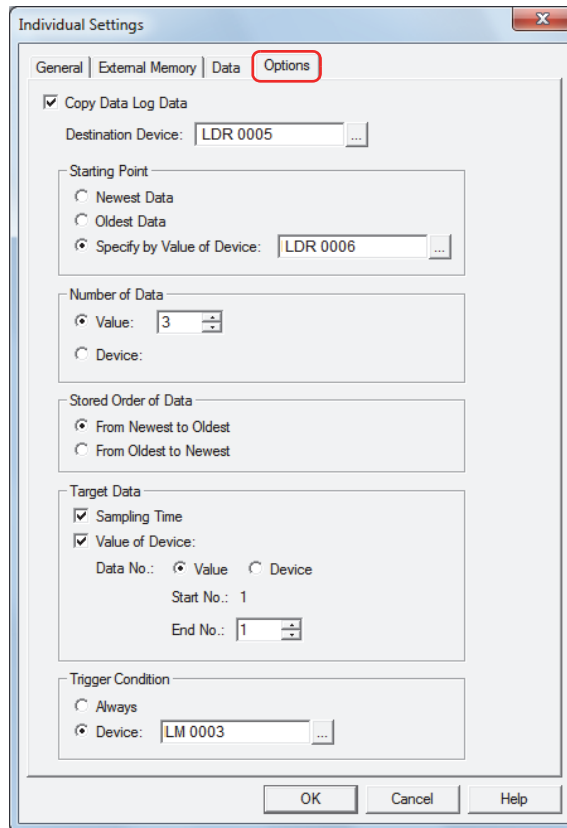 Individual Settings
General External Memory Data Options
Copy Data Log Data
Destination Device: LDR 0005 ...
Starting Point
Newest Data
Oldest Data
Specify by Value of Device: LDR 0006 ...
Number of Data
Value: 3
Device:
Stored Order of Data
From Newest to Oldest
From Oldest to Newest
Target Data
Sampling Time
Value of Device:
Data No.: Value Device
Start No.: 1
End No.: 1
Trigger Condition
Always
Device: LM 0003 ...
OK Cancel Help